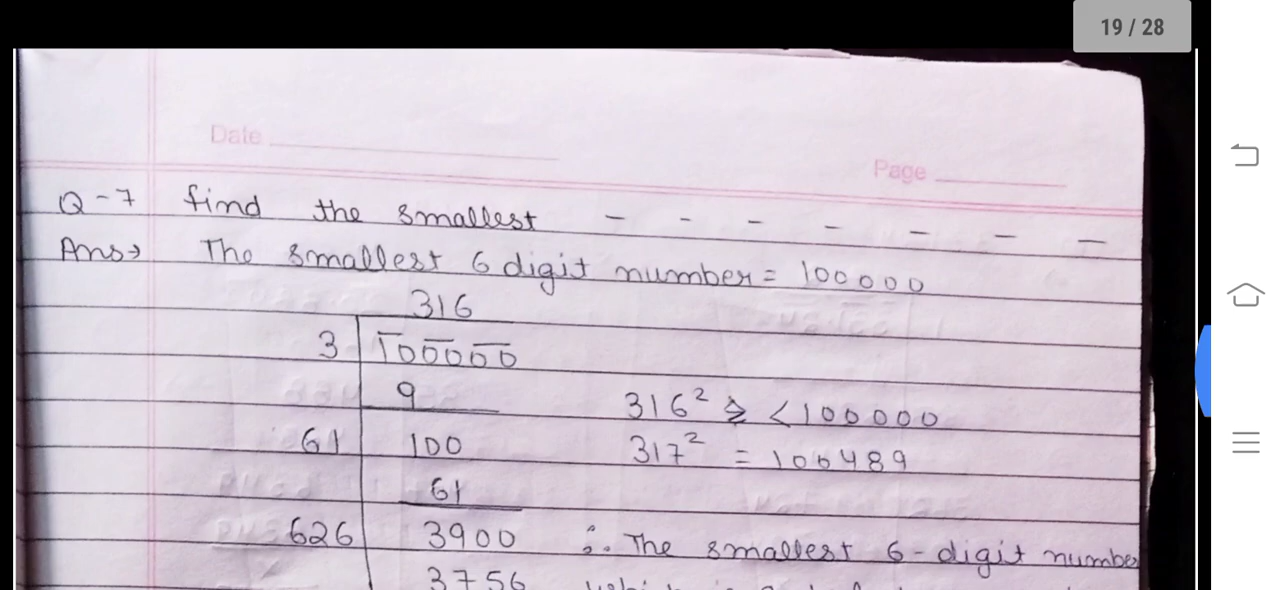 19 / 28
Date
Page
Q-7 find the smallest - - - - - - -
Ans→ The smallest 6 digit number = 100000
316
3 100000
9 316² ⩾ < 100000
61 100 317² = 100489
61
626 3900 ∴ The smallest 6-digit number
3756